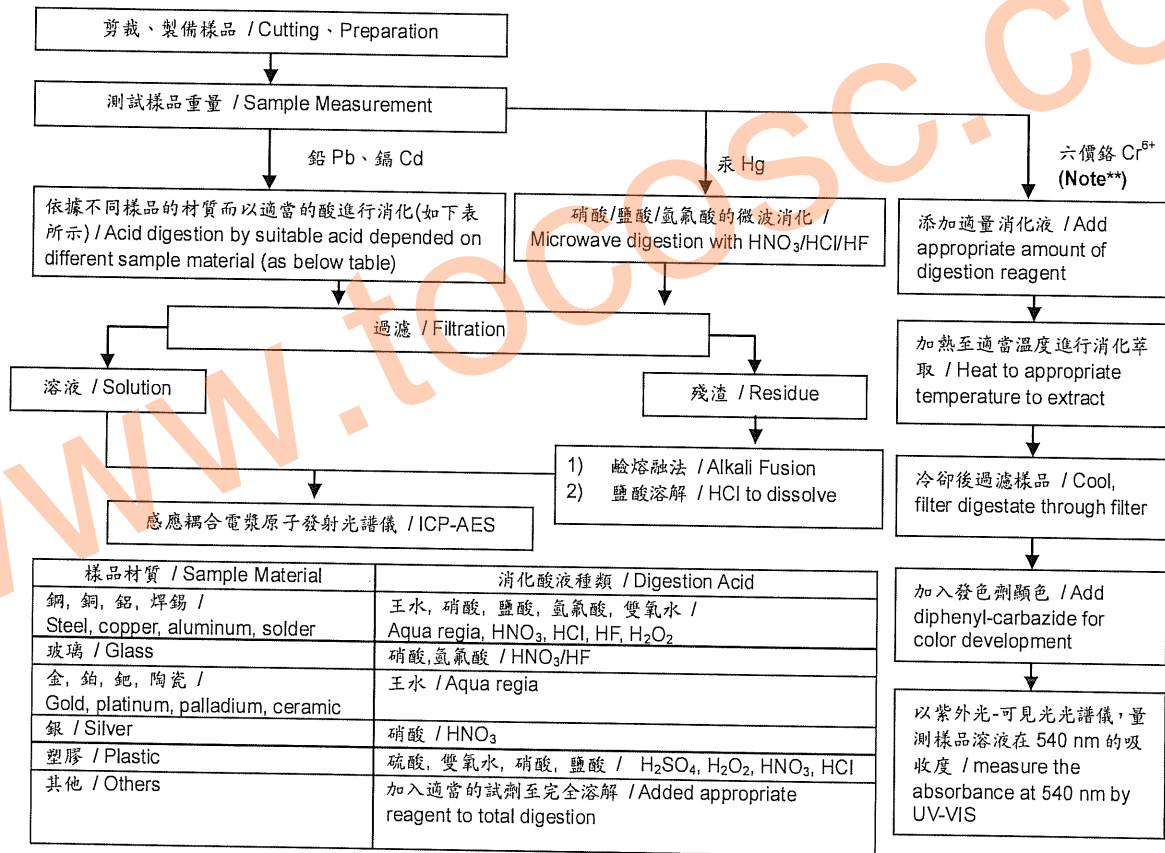 剪裁、製備樣品 / Cutting、Preparation
測試樣品重量 / Sample Measurement
鉛 Pb、鎘 Cd
汞 Hg
六價鉻 Cr⁶⁺
(Note**)
依據不同樣品的材質而以適當的酸進行消化(如下表
所示) / Acid digestion by suitable acid depended on
different sample material (as below table)
硝酸/鹽酸/氫氟酸的微波消化 /
Microwave digestion with HNO₃/HCl/HF
添加適量消化液 / Add
appropriate amount of
digestion reagent
過濾 / Filtration
加熱至適當溫度進行消化萃
取 / Heat to appropriate
temperature to extract
溶液 / Solution
殘渣 / Residue
1) 鹼熔融法 / Alkali Fusion
2) 鹽酸溶解 / HCl to dissolve
冷卻後過濾樣品 / Cool,
filter digestate through filter
感應耦合電漿原子發射光譜儀 / ICP-AES
加入發色劑顯色 / Add
diphenyl-carbazide for
color development
以紫外光-可見光光譜儀,量
測樣品溶液在 540 nm 的吸
收度 / measure the
absorbance at 540 nm by
UV-VIS
樣品材質 / Sample Material
消化酸液種類 / Digestion Acid
鋼, 銅, 鋁, 焊錫 /
Steel, copper, aluminum, solder
王水, 硝酸, 鹽酸, 氫氟酸, 雙氧水 /
Aqua regia, HNO₃, HCl, HF, H₂O₂
玻璃 / Glass
硝酸,氫氟酸 / HNO₃/HF
金, 鉑, 鈀, 陶瓷 /
Gold, platinum, palladium, ceramic
王水 / Aqua regia
銀 / Silver
硝酸 / HNO₃
塑膠 / Plastic
硫酸, 雙氧水, 硝酸, 鹽酸 / H₂SO₄, H₂O₂, HNO₃, HCl
其他 / Others
加入適當的試劑至完全溶解 / Added appropriate
reagent to total digestion
www.tocosc.co